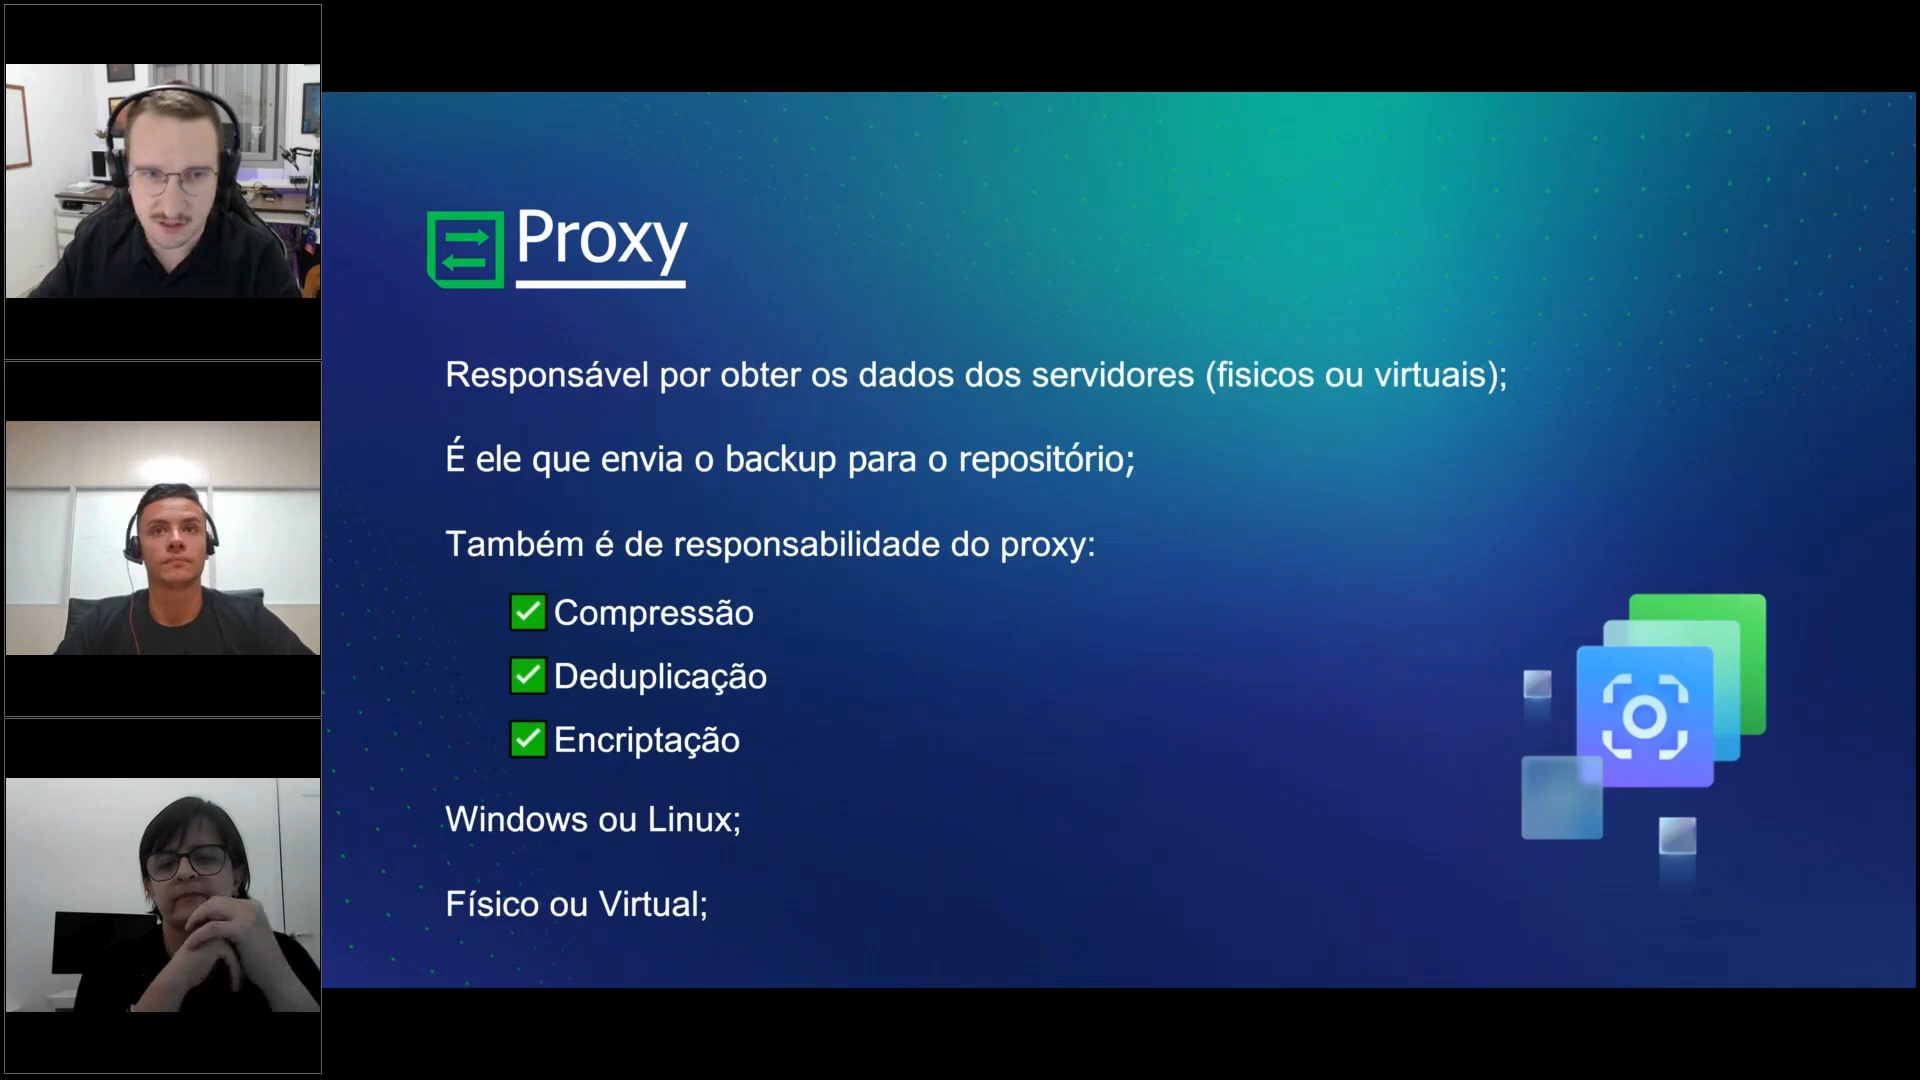 Proxy
Responsável por obter os dados dos servidores (fisicos ou virtuais);
É ele que envia o backup para o repositório;
Também é de responsabilidade do proxy:
Compressão
Deduplicação
Encriptação
Windows ou Linux;
Físico ou Virtual;